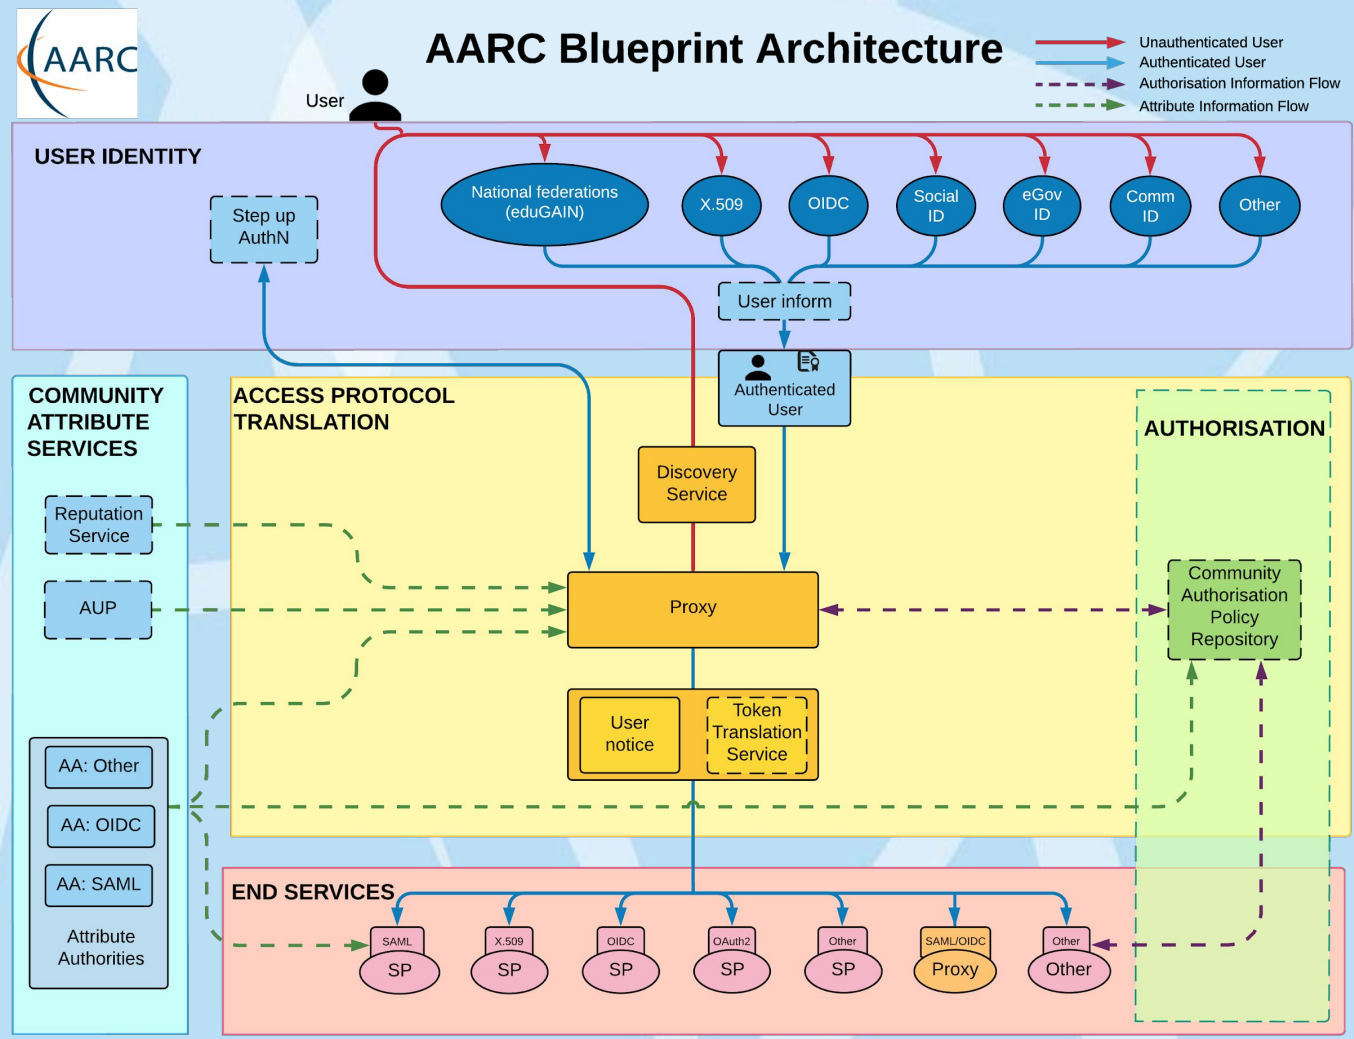 AARC
AARC Blueprint Architecture
Unauthenticated User
Authenticated User
Authorisation Information Flow
Attribute Information Flow
User
USER IDENTITY
Step up
AuthN
National federations
(eduGAIN)
X.509
OIDC
Social
ID
eGov
ID
Comm
ID
Other
User inform
Authenticated
User
COMMUNITY
ATTRIBUTE
SERVICES
ACCESS PROTOCOL
TRANSLATION
AUTHORISATION
Discovery
Service
Reputation
Service
AUP
Proxy
Community
Authorisation
Policy
Repository
User
notice
Token
Translation
Service
AA: Other
AA: OIDC
AA: SAML
Attribute
Authorities
END SERVICES
SAML
SP
X.509
SP
OIDC
SP
OAuth2
SP
Other
SP
SAML/OIDC
Proxy
Other
Other